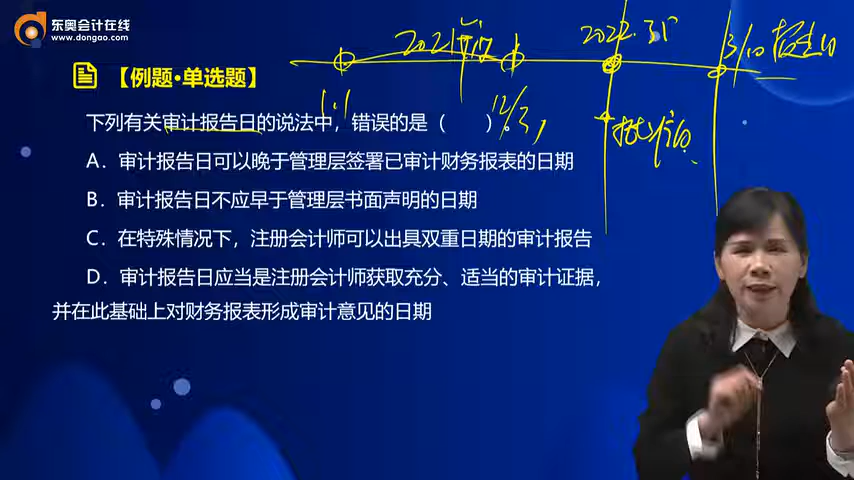 东奥会计在线
www.dongao.com
【例题·单选题】
下列有关审计报告日的说法中，错误的是（　　）。
A．审计报告日可以晚于管理层签署已审计财务报表的日期
B．审计报告日不应早于管理层书面声明的日期
C．在特殊情况下，注册会计师可以出具双重日期的审计报告
D．审计报告日应当是注册会计师获取充分、适当的审计证据，
并在此基础上对财务报表形成审计意见的日期
1.1
2021
2022.3.5
3/10